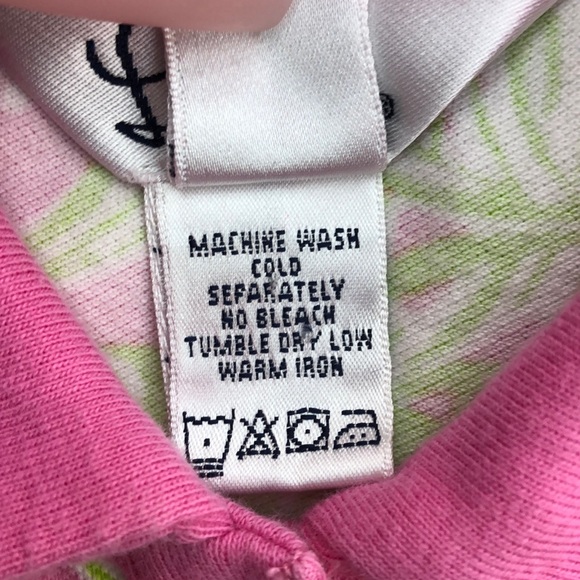 ®
MACHINE WASH
COLD
SEPARATELY
NO BLEACH
TUMBLE DRY LOW
WARM IRON